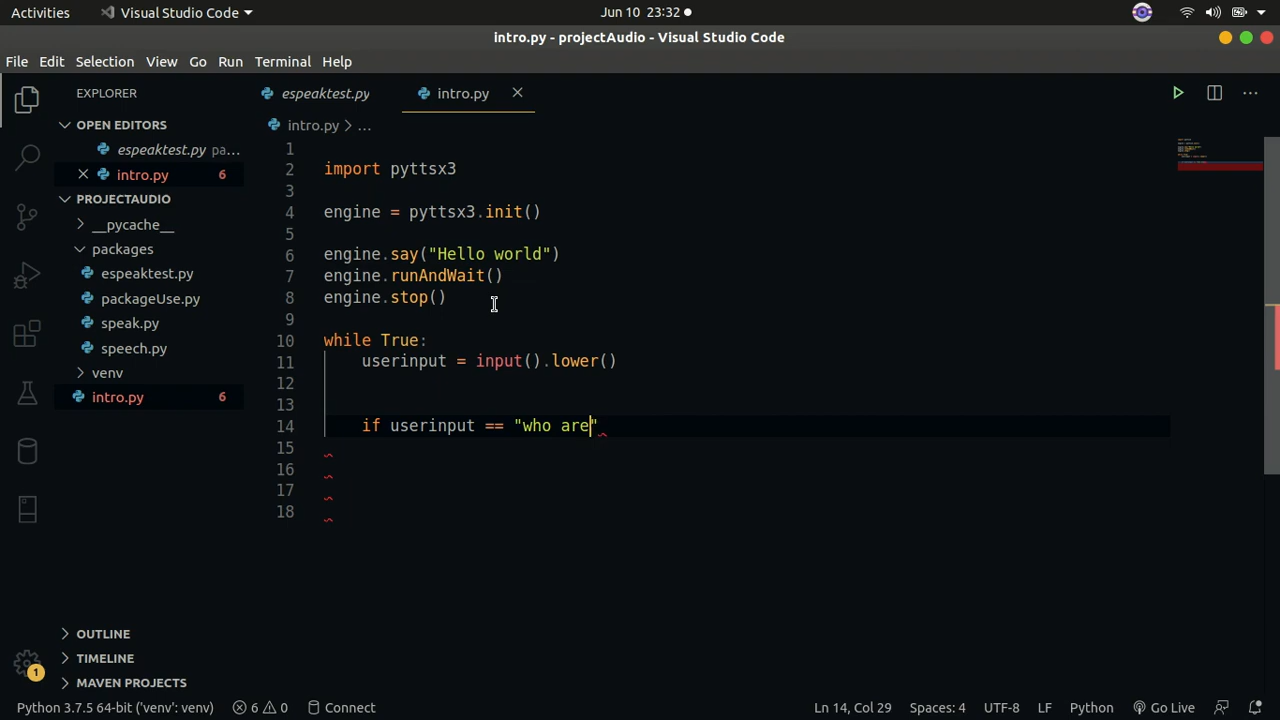 Activities Visual Studio Code Jun 10 23:32
intro.py - projectAudio - Visual Studio Code
File Edit Selection View Go Run Terminal Help
EXPLORER espeaktest.py intro.py
OPEN EDITORS intro.py > ...
espeaktest.py pa...
intro.py 6
PROJECTAUDIO
__pycache__
packages
espeaktest.py
packageUse.py
speak.py
speech.py
venv
intro.py 6
1
2 import pyttsx3
3
4 engine = pyttsx3.init()
5
6 engine.say("Hello world")
7 engine.runAndWait()
8 engine.stop()
9
10 while True:
11     userinput = input().lower()
12
13
14     if userinput == "who are"
15
16
17
18
OUTLINE
TIMELINE
MAVEN PROJECTS
1
Python 3.7.5 64-bit ('venv': venv) 6 0 Connect Ln 14, Col 29 Spaces: 4 UTF-8 LF Python Go Live